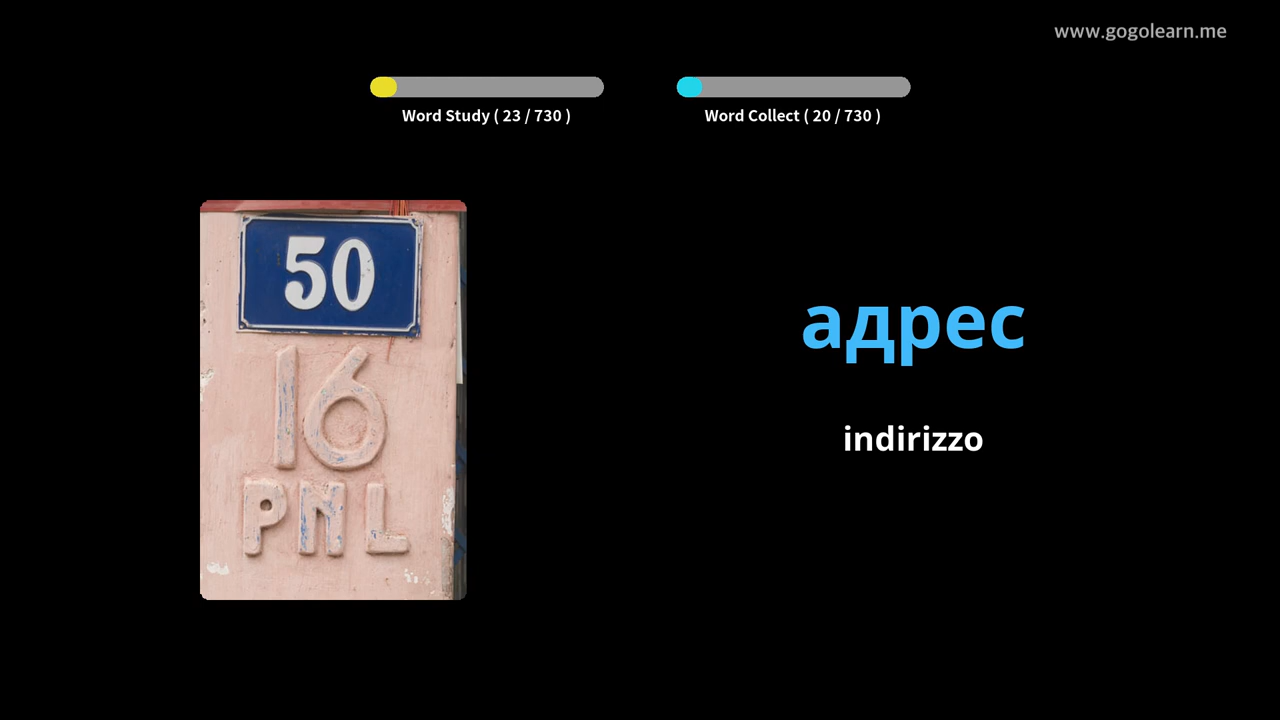 www.gogolearn.me
Word Study ( 23 / 730 )
Word Collect ( 20 / 730 )
50
16
PNL
адрес
indirizzo